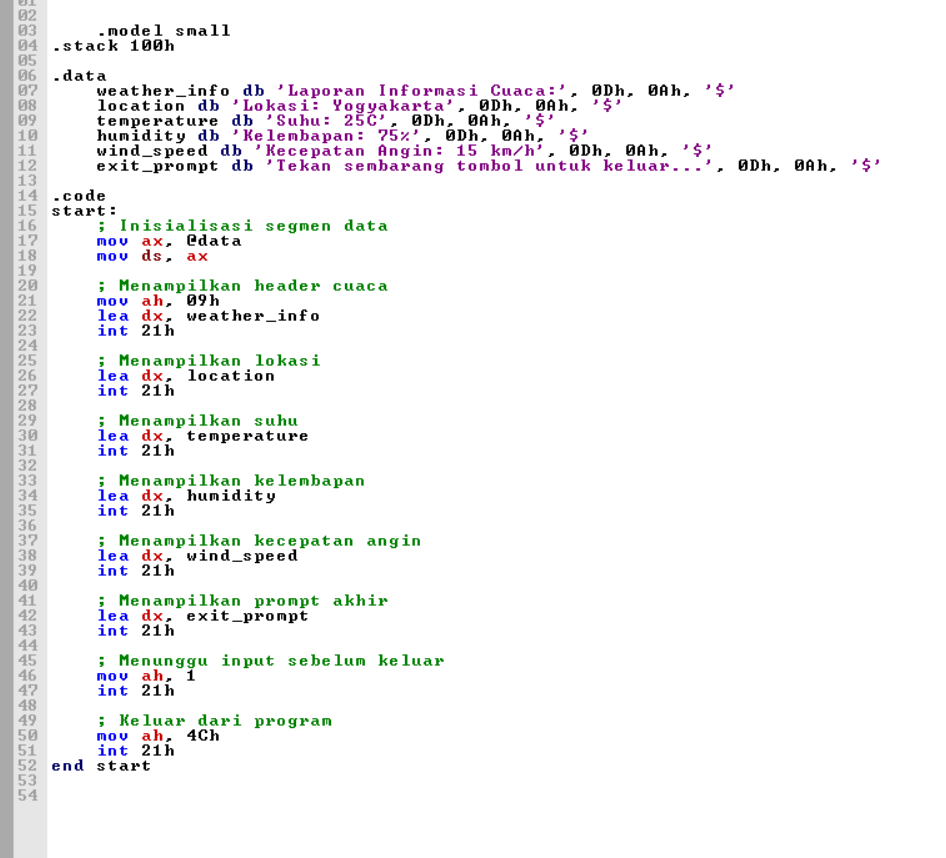 01
02
03     .model small
04 .stack 100h
05
06 .data
07     weather_info db 'Laporan Informasi Cuaca:', 0Dh, 0Ah, '$'
08     location db 'Lokasi: Yogyakarta', 0Dh, 0Ah, '$'
09     temperature db 'Suhu: 25C', 0Dh, 0Ah, '$'
10     humidity db 'Kelembapan: 75%', 0Dh, 0Ah, '$'
11     wind_speed db 'Kecepatan Angin: 15 km/h', 0Dh, 0Ah, '$'
12     exit_prompt db 'Tekan sembarang tombol untuk keluar...', 0Dh, 0Ah, '$'
13
14 .code
15 start:
16     ; Inisialisasi segmen data
17     mov ax, @data
18     mov ds, ax
19
20     ; Menampilkan header cuaca
21     mov ah, 09h
22     lea dx, weather_info
23     int 21h
24
25     ; Menampilkan lokasi
26     lea dx, location
27     int 21h
28
29     ; Menampilkan suhu
30     lea dx, temperature
31     int 21h
32
33     ; Menampilkan kelembapan
34     lea dx, humidity
35     int 21h
36
37     ; Menampilkan kecepatan angin
38     lea dx, wind_speed
39     int 21h
40
41     ; Menampilkan prompt akhir
42     lea dx, exit_prompt
43     int 21h
44
45     ; Menunggu input sebelum keluar
46     mov ah, 1
47     int 21h
48
49     ; Keluar dari program
50     mov ah, 4Ch
51     int 21h
52 end start
53
54